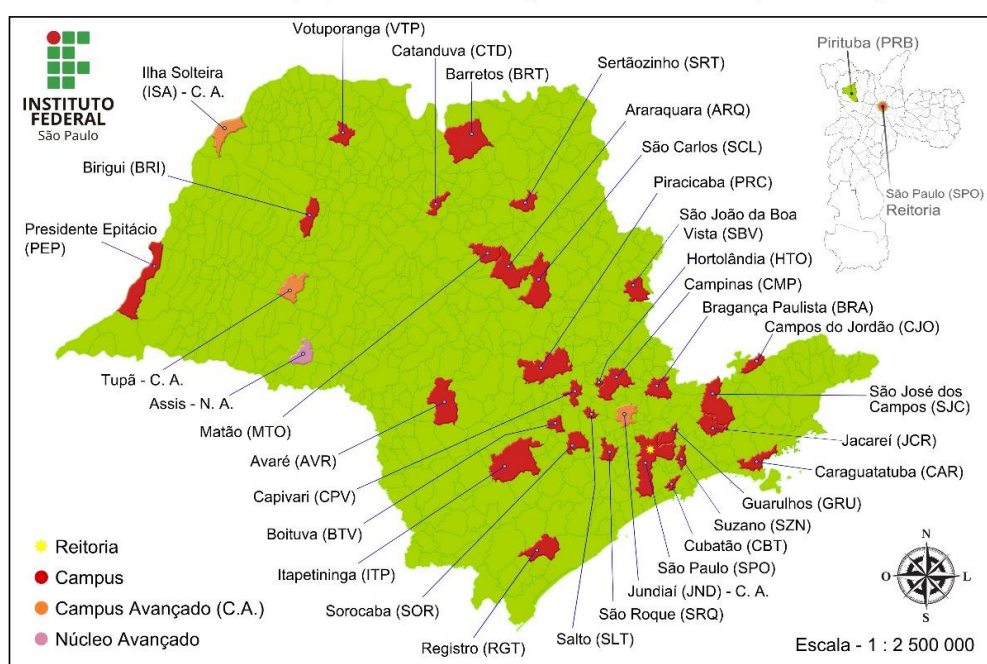 INSTITUTO
FEDERAL
São Paulo
Votuporanga (VTP)
Catanduva (CTD)
Barretos (BRT)
Ilha Solteira
(ISA) - C. A.
Birigui (BRI)
Presidente Epitácio
(PEP)
Sertãozinho (SRT)
Araraquara (ARQ)
São Carlos (SCL)
Piracicaba (PRC)
São João da Boa
Vista (SBV)
Hortolândia (HTO)
Campinas (CMP)
Bragança Paulista (BRA)
Campos do Jordão (CJO)
Pirituba (PRB)
São Paulo (SPO)
Reitoria
São José dos
Campos (SJC)
Jacareí (JCR)
Caraguatatuba (CAR)
Guarulhos (GRU)
Suzano (SZN)
Cubatão (CBT)
São Paulo (SPO)
Jundiaí (JND) - C. A.
São Roque (SRQ)
Salto (SLT)
Tupã - C. A.
Assis - N. A.
Matão (MTO)
Avaré (AVR)
Capivari (CPV)
Boituva (BTV)
Itapetininga (ITP)
Sorocaba (SOR)
Registro (RGT)
Reitoria
Campus
Campus Avançado (C.A.)
Núcleo Avançado
N
O
L
S
Escala - 1 : 2 500 000